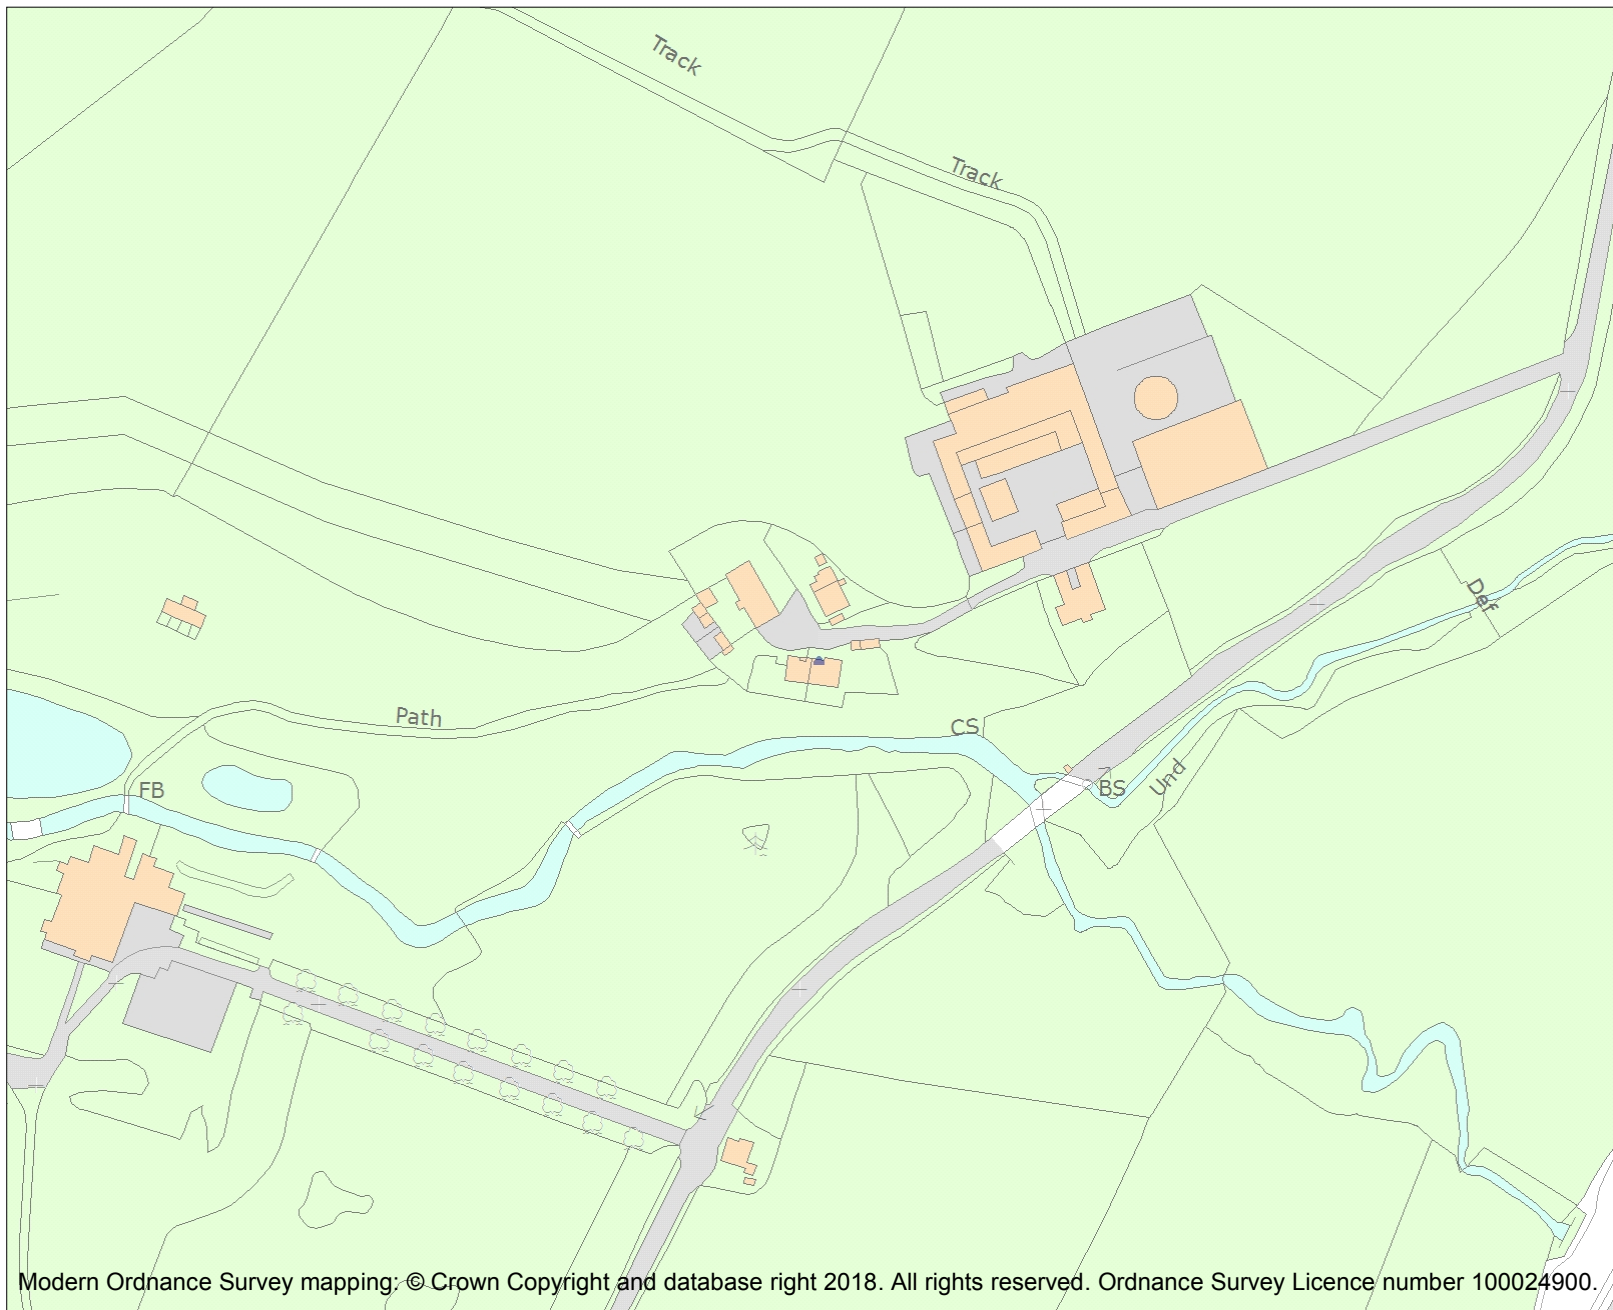 Track
Track
Def
Path
CS
FB
BS
Und
Modern Ordnance Survey mapping: © Crown Copyright and database right 2018. All rights reserved. Ordnance Survey Licence number 100024900.